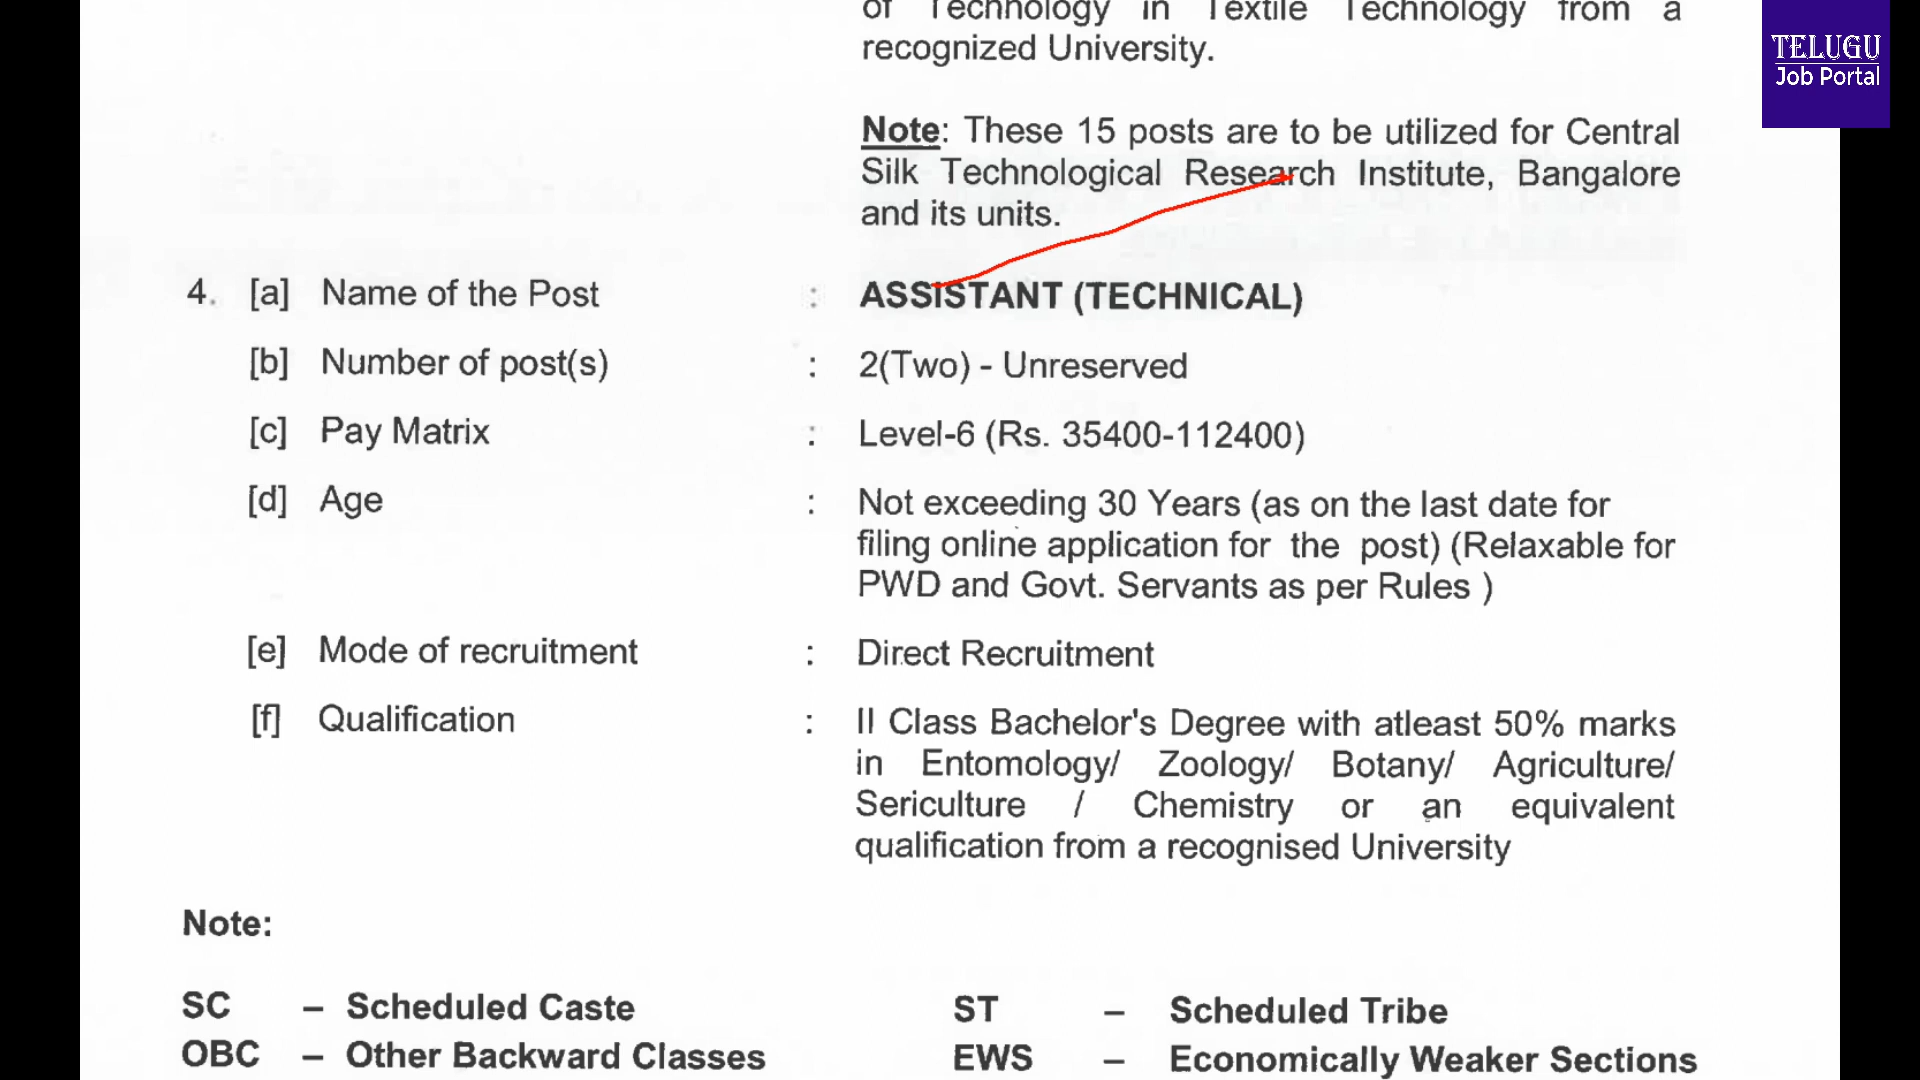 of Technology in Textile Technology from a
recognized University.
TELUGU
Job Portal
Note: These 15 posts are to be utilized for Central
Silk Technological Research Institute, Bangalore
and its units.
4. [a] Name of the Post : ASSISTANT (TECHNICAL)
[b] Number of post(s) : 2(Two) - Unreserved
[c] Pay Matrix : Level-6 (Rs. 35400-112400)
[d] Age : Not exceeding 30 Years (as on the last date for
filing online application for the post) (Relaxable for
PWD and Govt. Servants as per Rules )
[e] Mode of recruitment : Direct Recruitment
[f] Qualification : II Class Bachelor's Degree with atleast 50% marks
in Entomology/ Zoology/ Botany/ Agriculture/
Sericulture / Chemistry or an equivalent
qualification from a recognised University
Note:
SC – Scheduled Caste ST – Scheduled Tribe
OBC – Other Backward Classes EWS – Economically Weaker Sections